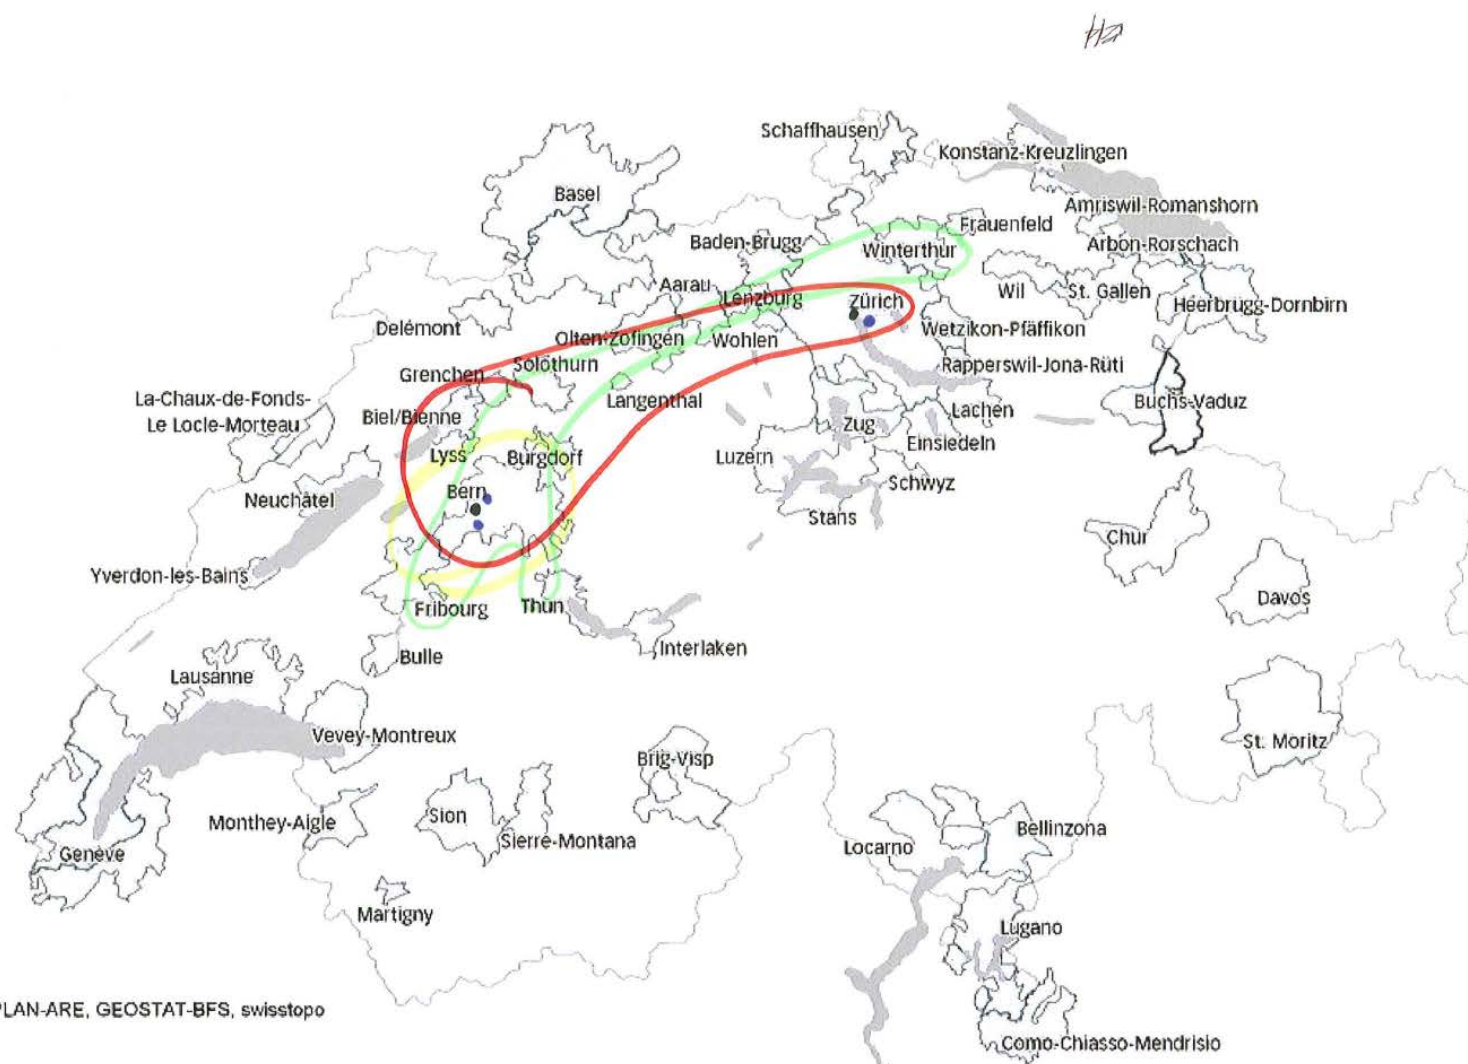 Schaffhausen
Konstanz-Kreuzlingen
Basel
Amriswil-Romanshorn
Frauenfeld
Baden-Brugg
Winterthur
Arbon-Rorschach
Aarau
Lenzburg
Zürich
Wil
St. Gallen
Heerbrugg-Dornbirn
Delémont
Olten-Zofingen
Wohlen
Wetzikon-Pfäffikon
Grenchen
Solothurn
Rapperswil-Jona-Rüti
La-Chaux-de-Fonds-
Le Locle-Morteau
Biel/Bienne
Langenthal
Zug
Lachen
Buchs-Vaduz
Einsiedeln
Lyss
Burgdorf
Luzern
Schwyz
Neuchâtel
Bern
Stans
Chur
Yverdon-les-Bains
Fribourg
Thun
Davos
Bulle
Interlaken
Lausanne
Vevey-Montreux
St. Moritz
Brig-Visp
Monthey-Aigle
Sion
Sierre-Montana
Bellinzona
Locarno
Genève
Martigny
Lugano
PLAN-ARE, GEOSTAT-BFS, swisstopo
Como-Chiasso-Mendrisio